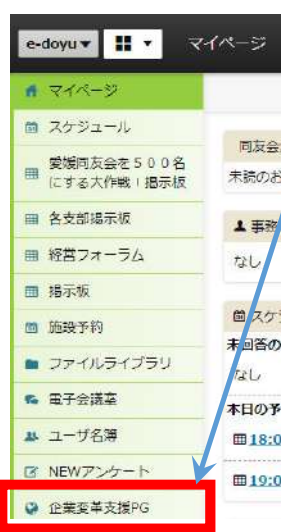 e-doyu
マイページ
マイページ
スケジュール
愛媛同友会を５００名
にする大作戦！掲示板
各支部掲示板
経営フォーラム
掲示板
施設予約
ファイルライブラリ
電子会議室
ユーザ名簿
NEWアンケート
企業変革支援PG
同友会
未読のお
事務
なし
スケジ
未回答の
なし
本日の予
18:0
19:0